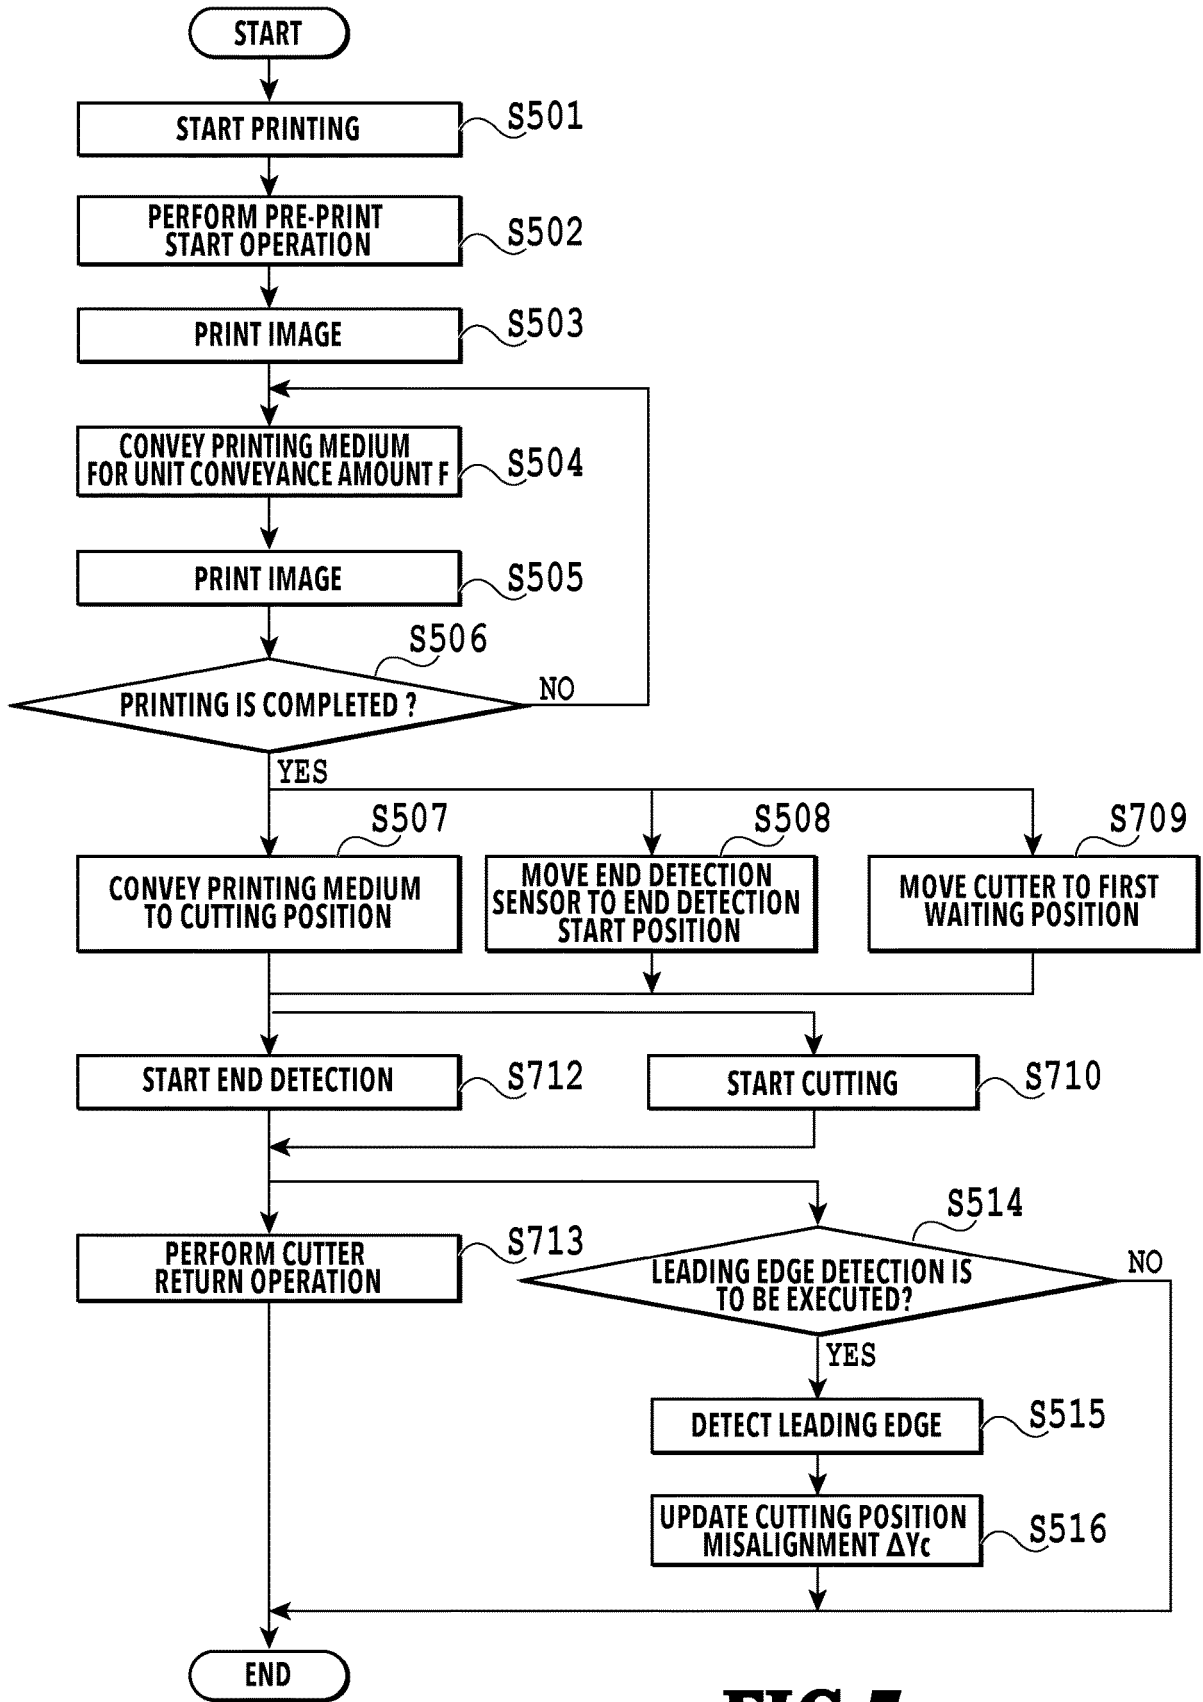 START
START PRINTING
S501
PERFORM PRE-PRINT
START OPERATION
S502
PRINT IMAGE
S503
CONVEY PRINTING MEDIUM
FOR UNIT CONVEYANCE AMOUNT F
S504
PRINT IMAGE
S505
S506
PRINTING IS COMPLETED ?
NO
YES
S507
CONVEY PRINTING MEDIUM
TO CUTTING POSITION
S508
MOVE END DETECTION
SENSOR TO END DETECTION
START POSITION
S709
MOVE CUTTER TO FIRST
WAITING POSITION
START END DETECTION
S712
START CUTTING
S710
PERFORM CUTTER
RETURN OPERATION
S713
S514
LEADING EDGE DETECTION IS
TO BE EXECUTED?
NO
YES
DETECT LEADING EDGE
S515
UPDATE CUTTING POSITION
MISALIGNMENT ΔYc
S516
END